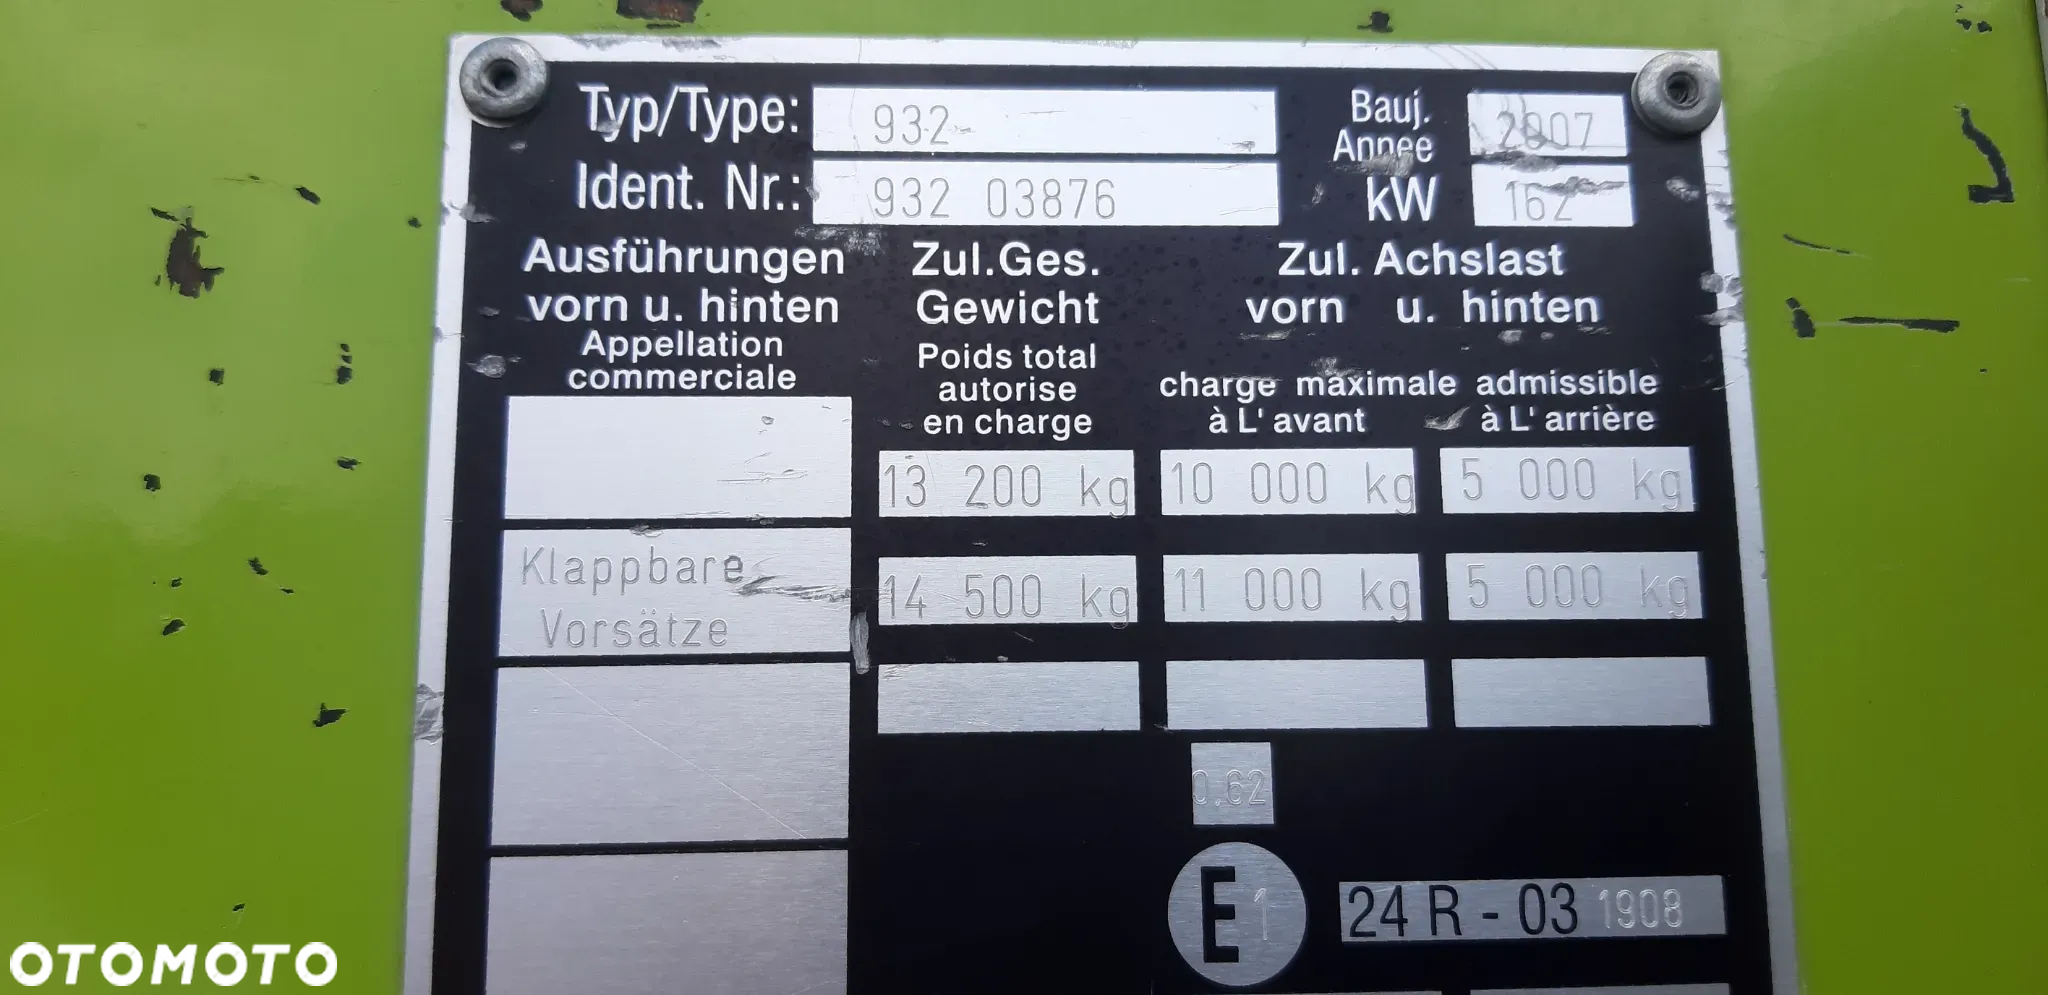 Typ/Type: 932 Bauj. Annee 2007
Ident. Nr.: 932 03876 kW 162
Ausführungen vorn u. hinten
Appellation commerciale
Zul.Ges. Gewicht
Poids total autorise en charge
Zul. Achslast
vorn u. hinten
charge maximale admissible
à L'avant à L'arrière
13 200 kg 10 000 kg 5 000 kg
Klappbare Vorsätze 14 500 kg 11 000 kg 5 000 kg
0.62
E 1 24 R - 03 1908
OTOMOTO